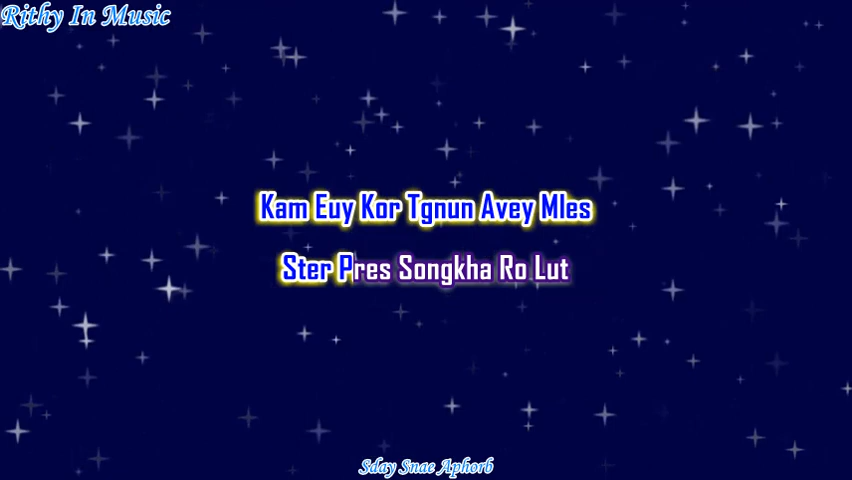 Rithy In Music
Kam Euy Kor Tgnun Avey Mles
Ster Pres Songkha Ro Lut
Sday Snae Aphorb